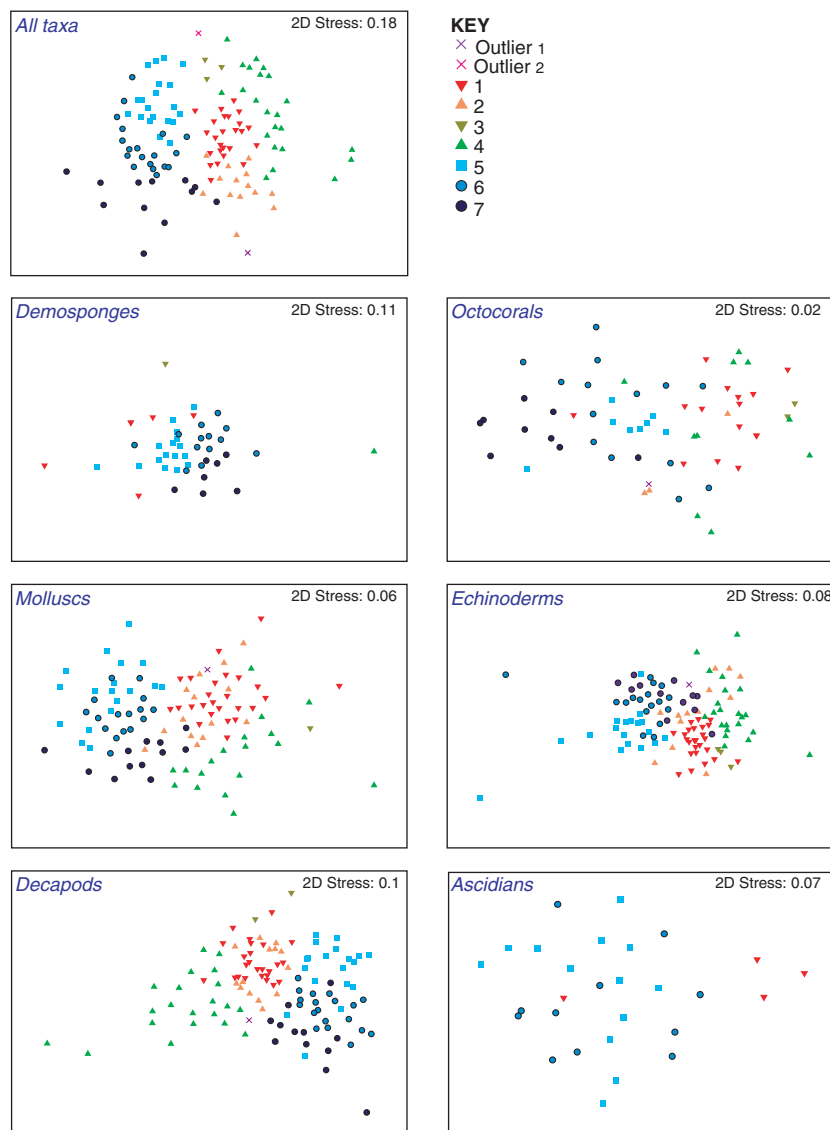 All taxa
2D Stress: 0.18
KEY
Outlier 1
Outlier 2
1
2
3
4
5
6
7
Demosponges
2D Stress: 0.11
Octocorals
2D Stress: 0.02
Molluscs
2D Stress: 0.06
Echinoderms
2D Stress: 0.08
Decapods
2D Stress: 0.1
Ascidians
2D Stress: 0.07